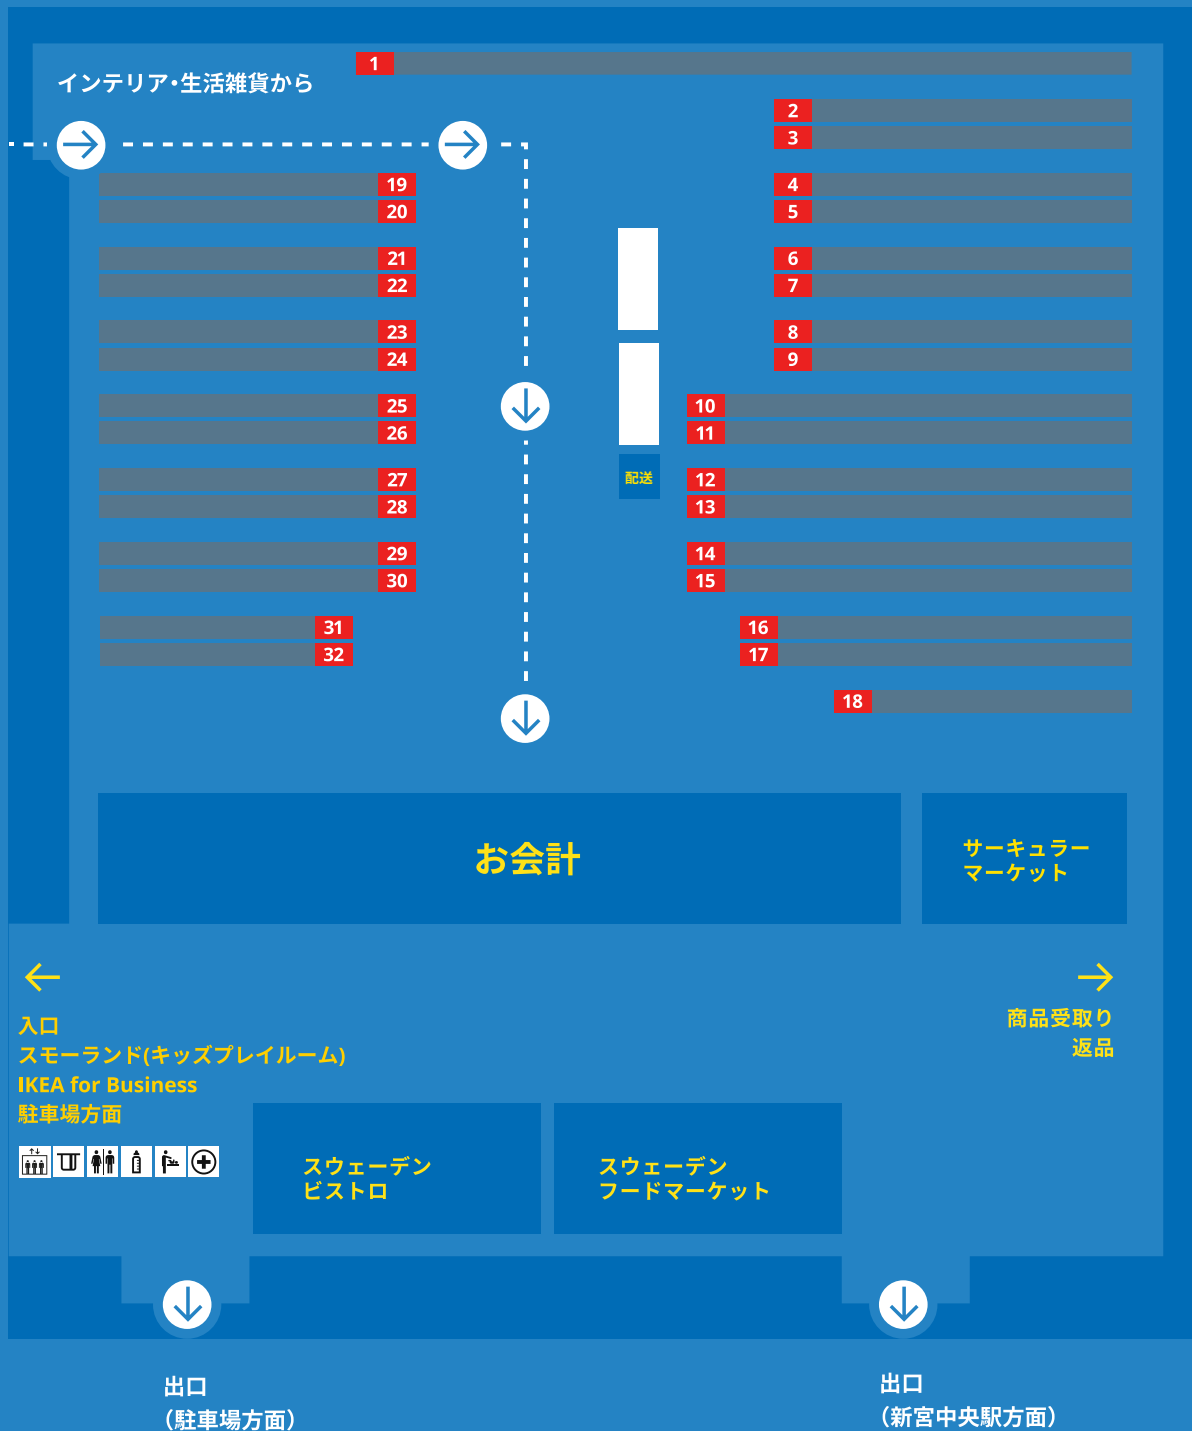 インテリア・生活雑貨から
1
2
3
4
5
6
7
8
9
10
11
12
13
14
15
16
17
18
19
20
21
22
23
24
25
26
27
28
29
30
31
32
配送
お会計
サーキュラー
マーケット
入口
スモーランド(キッズプレイルーム)
IKEA for Business
駐車場方面
商品受取り
返品
スウェーデン
ビストロ
スウェーデン
フードマーケット
出口
（駐車場方面）
出口
（新宮中央駅方面）